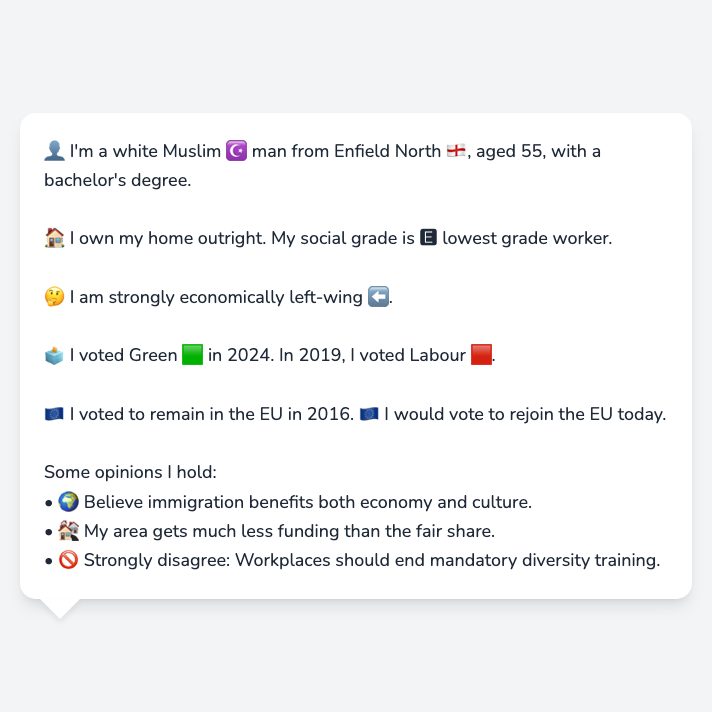 👤 I'm a white Muslim ☪️ man from Enfield North 🏴󠁧󠁢󠁥󠁮󠁧󠁿, aged 55, with a
bachelor's degree.
🏠 I own my home outright. My social grade is 🅴 lowest grade worker.
🤔 I am strongly economically left-wing ⬅️.
🗳️ I voted Green 🟩 in 2024. In 2019, I voted Labour 🟥.
🇪🇺 I voted to remain in the EU in 2016. 🇪🇺 I would vote to rejoin the EU today.
Some opinions I hold:
• 🌍 Believe immigration benefits both economy and culture.
• 🏚️ My area gets much less funding than the fair share.
• 🚫 Strongly disagree: Workplaces should end mandatory diversity training.